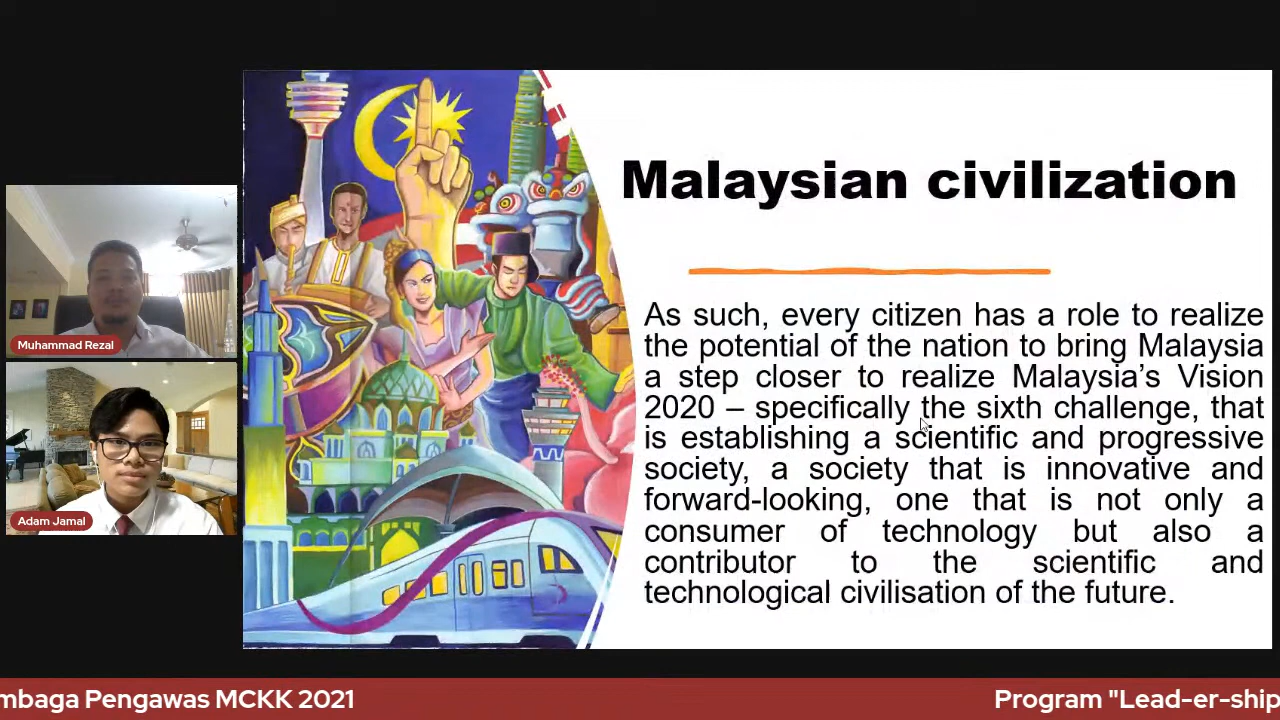 Malaysian civilization
As such, every citizen has a role to realize
the potential of the nation to bring Malaysia
a step closer to realize Malaysia’s Vision
2020 – specifically the sixth challenge, that
is establishing a scientific and progressive
society, a society that is innovative and
forward-looking, one that is not only a
consumer of technology but also a
contributor to the scientific and
technological civilisation of the future.
Muhammad Rezal
Adam Jamal
mbaga Pengawas MCKK 2021
Program "Lead-er-ship